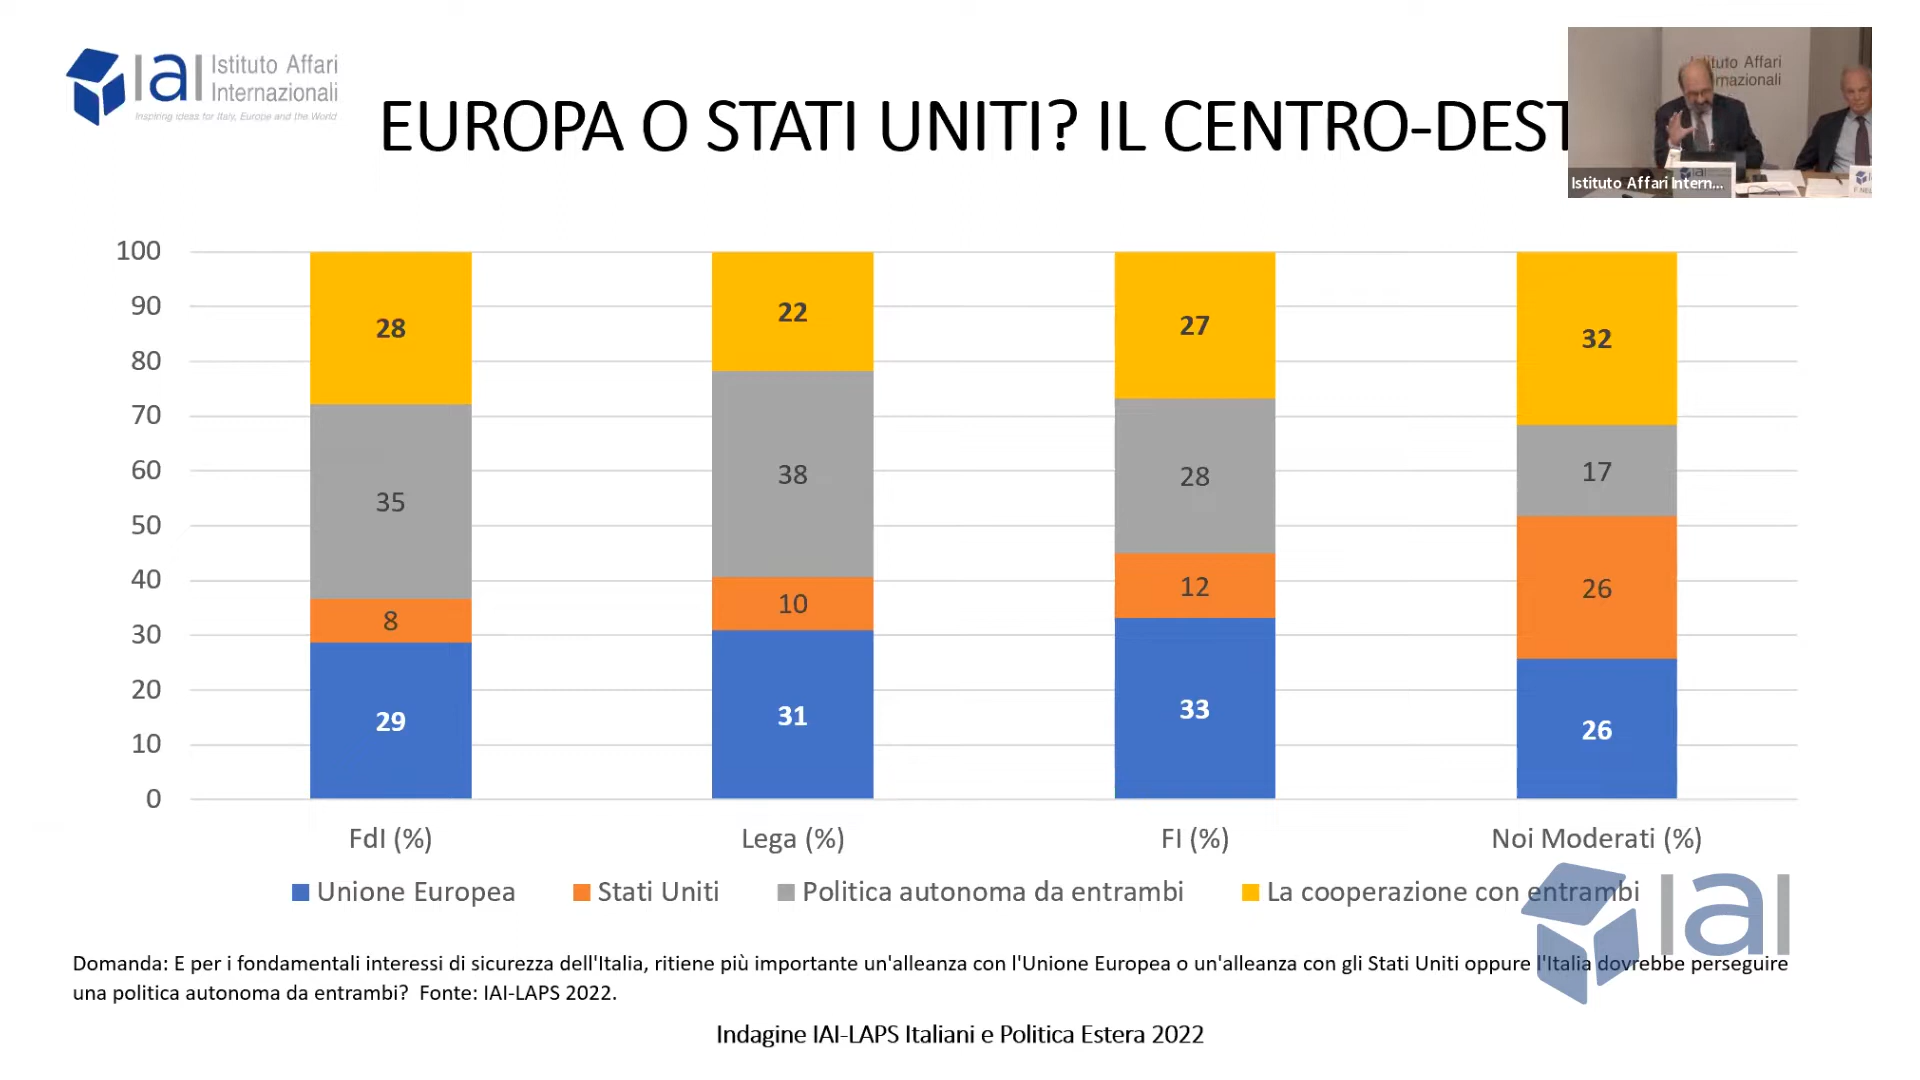 IAI Istituto Affari
Internazionali
Inspiring ideas for Italy, Europe and the World
EUROPA O STATI UNITI? IL CENTRO-DEST
Istituto Affari
Istituto Affari Intern...
100
90
80
70
60
50
40
30
20
10
0
28
35
8
29
22
38
10
31
27
28
12
33
32
17
26
26
FdI (%)
Lega (%)
FI (%)
Noi Moderati (%)
Unione Europea
Stati Uniti
Politica autonoma da entrambi
La cooperazione con entrambi
IAI
Domanda: E per i fondamentali interessi di sicurezza dell'Italia, ritiene più importante un'alleanza con l'Unione Europea o un'alleanza con gli Stati Uniti oppure l'Italia dovrebbe perseguire
una politica autonoma da entrambi? Fonte: IAI-LAPS 2022.
Indagine IAI-LAPS Italiani e Politica Estera 2022